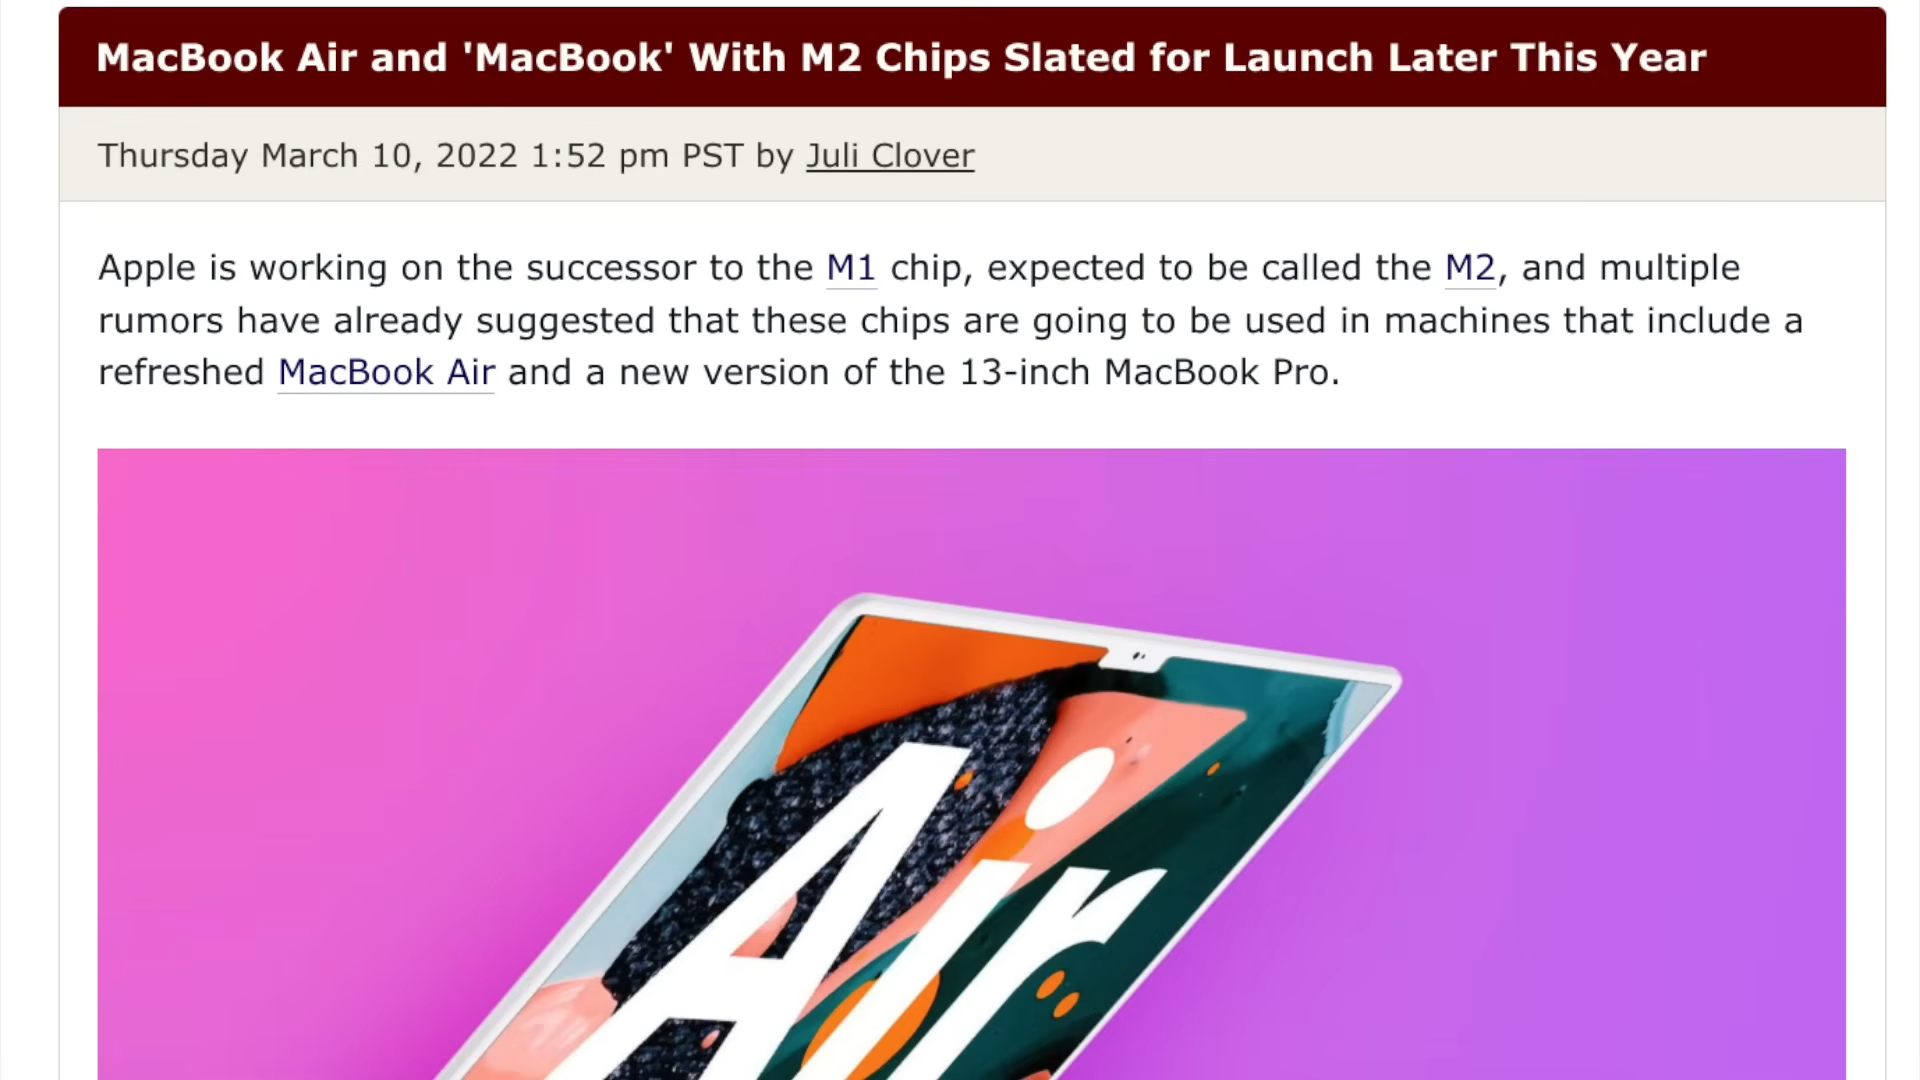 MacBook Air and 'MacBook' With M2 Chips Slated for Launch Later This Year
Thursday March 10, 2022 1:52 pm PST by Juli Clover
Apple is working on the successor to the M1 chip, expected to be called the M2, and multiple
rumors have already suggested that these chips are going to be used in machines that include a
refreshed MacBook Air and a new version of the 13-inch MacBook Pro.
Air